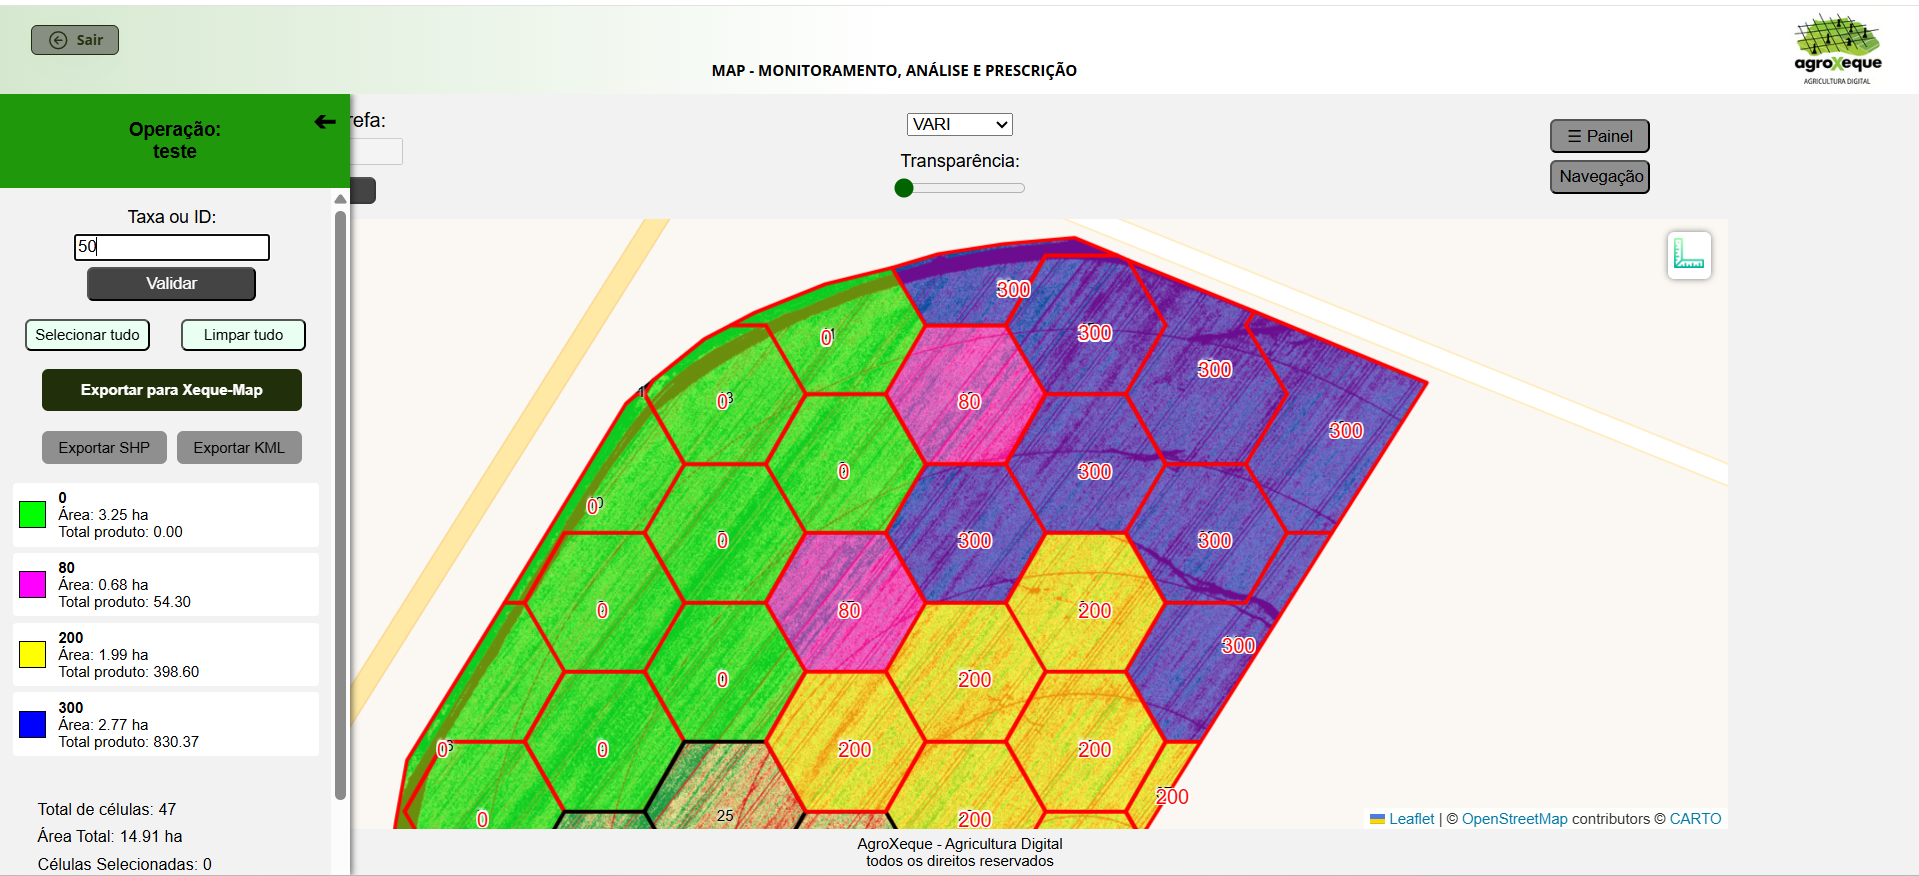 Sair
MAP - MONITORAMENTO, ANÁLISE E PRESCRIÇÃO
agroXeque
AGRICULTURA DIGITAL
Operação:
teste
refa:
VARI
Transparência:
☰ Painel
Navegação
Taxa ou ID:
50
Validar
Selecionar tudo
Limpar tudo
Exportar para Xeque-Map
Exportar SHP
Exportar KML
0
Área: 3.25 ha
Total produto: 0.00
80
Área: 0.68 ha
Total produto: 54.30
200
Área: 1.99 ha
Total produto: 398.60
300
Área: 2.77 ha
Total produto: 830.37
Total de células: 47
Área Total: 14.91 ha
Células Selecionadas: 0
300
0
300
300
0
80
300
0
300
0
0
300
300
0
80
200
300
0
200
0
0
200
200
200
0
25
200
Leaflet | © OpenStreetMap contributors © CARTO
AgroXeque - Agricultura Digital
todos os direitos reservados